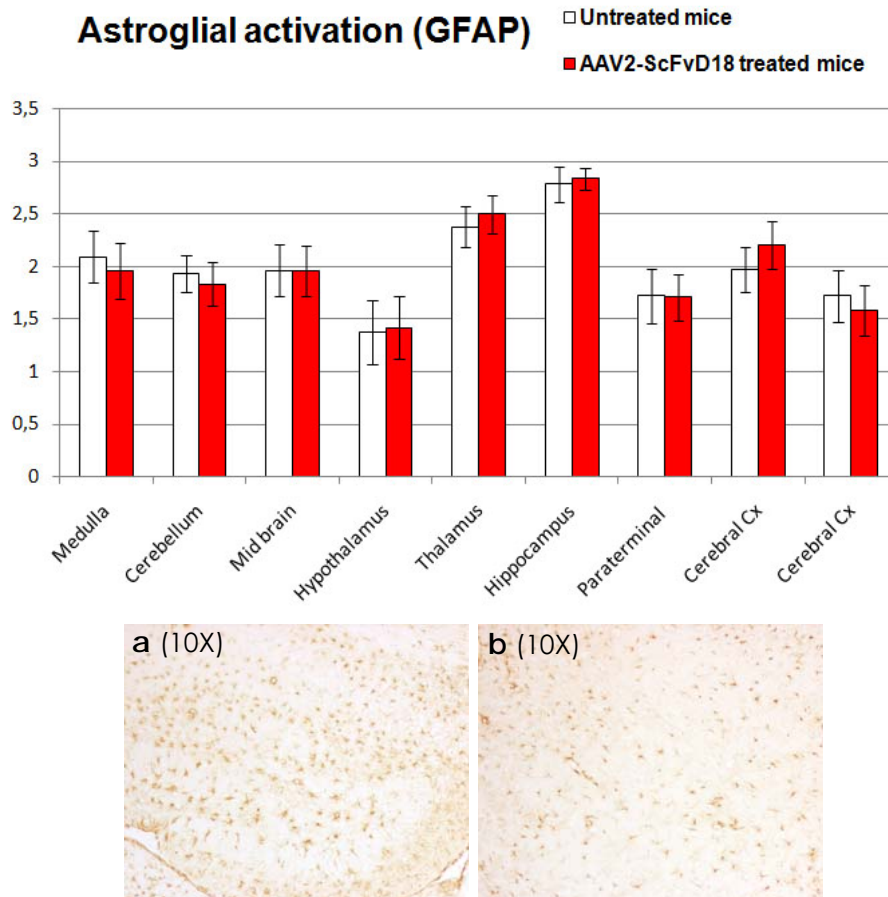 Astroglial activation (GFAP)
Untreated mice
AAV2-ScFvD18 treated mice
3,5
3
2,5
2
1,5
1
0,5
0
Medulla
Cerebellum
Mid brain
Hypothalamus
Thalamus
Hippocampus
Paraterminal
Cerebral Cx
Cerebral Cx
a (10X)
b (10X)